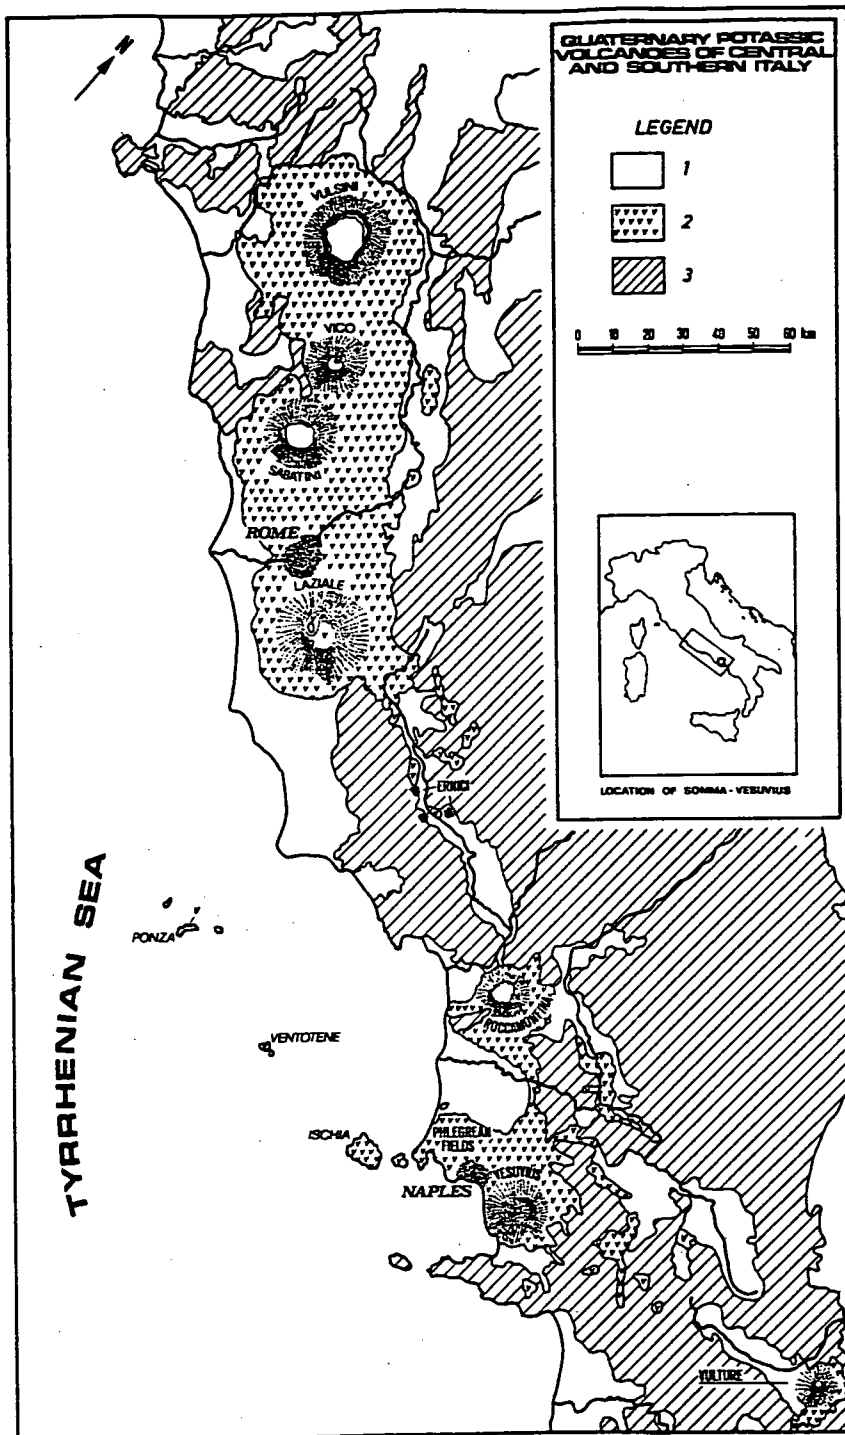 N
QUATERNARY POTASSIC
VOLCANOES OF CENTRAL
AND SOUTHERN ITALY
LEGEND
1
2
3
0 10 20 30 40 50 60 km
LOCATION OF SOMMA - VESUVIUS
VULSINI
VICO
SABATINI
ROME
LAZIALE
ERNICI
TYRRHENIAN SEA
PONZA
VENTOTENE
ROCCAMONFINA
ISCHIA
PHLEGREAN
FIELDS
VESUVIUS
NAPLES
VULTURE